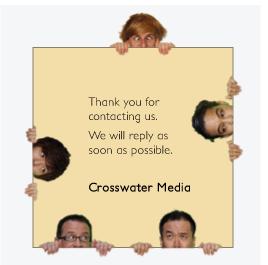 Thank you for
contacting us.
We will reply as
soon as possible.
Crosswater Media